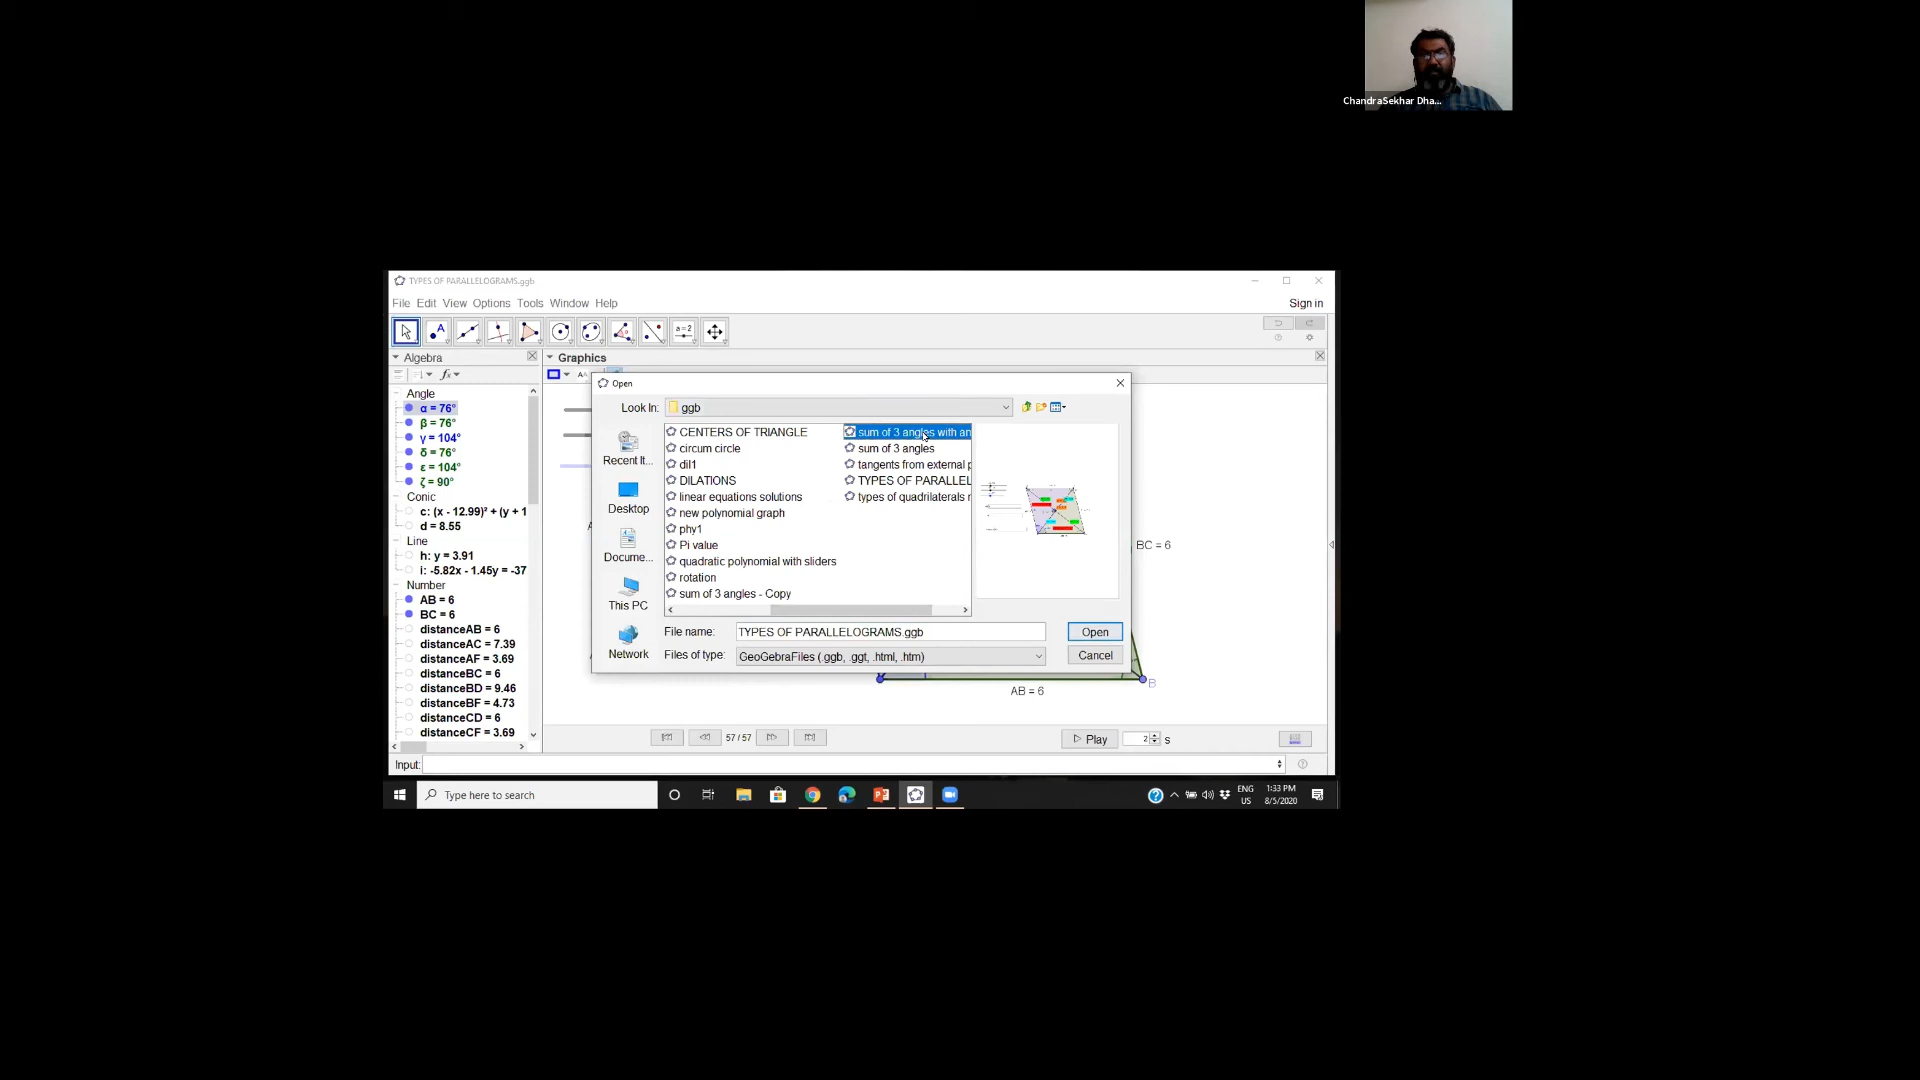 ChandraSekhar Dha...
TYPES OF PARALLELOGRAMS.ggb
File Edit View Options Tools Window Help
Sign in
A
a=2
Algebra
Graphics
fx
Angle
α = 76°
β = 76°
γ = 104°
δ = 76°
ε = 104°
ζ = 90°
Conic
c: (x - 12.99)² + (y + 1
d = 8.55
Line
h: y = 3.91
i: -5.82x - 1.45y = -37
Number
AB = 6
BC = 6
distanceAB = 6
distanceAC = 7.39
distanceAF = 3.69
distanceBC = 6
distanceBD = 9.46
distanceBF = 4.73
distanceCD = 6
distanceCF = 3.69
Open
Look In:
ggb
Recent It...
Desktop
Docume...
This PC
Network
CENTERS OF TRIANGLE
circum circle
dil1
DILATIONS
linear equations solutions
new polynomial graph
phy1
Pi value
quadratic polynomial with sliders
rotation
sum of 3 angles - Copy
sum of 3 angles with an
sum of 3 angles
tangents from external p
TYPES OF PARALLEL
types of quadrilaterals
File name:
TYPES OF PARALLELOGRAMS.ggb
Open
Files of type:
GeoGebraFiles (.ggb, .ggt, .html, .htm)
Cancel
BC = 6
AB = 6
B
57 / 57
Play
2
s
Input:
Type here to search
ENG
US
1:33 PM
8/5/2020